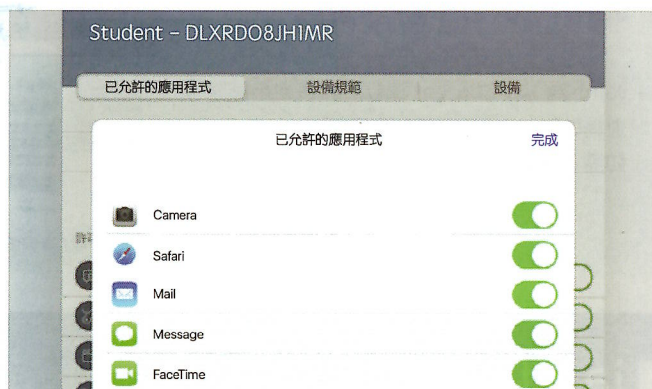 Student - DLXRDO8JH1MR
已允許的應用程式 設備規範 設備
已允許的應用程式 完成
Camera
Safari
Mail
Message
FaceTime